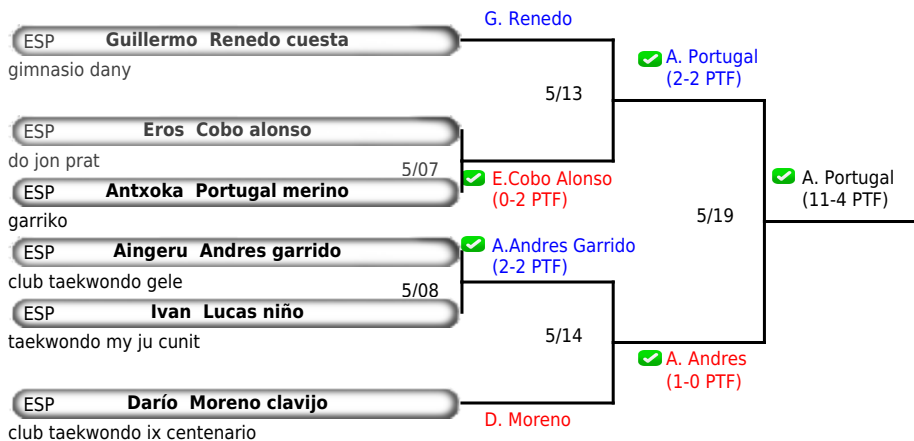 G. Renedo
ESP Guillermo Renedo cuesta
gimnasio dany
A. Portugal
(2-2 PTF)
5/13
ESP Eros Cobo alonso
do jon prat
5/07
ESP Antxoka Portugal merino
garriko
E.Cobo Alonso
(0-2 PTF)
A. Portugal
(11-4 PTF)
5/19
ESP Aingeru Andres garrido
club taekwondo gele
A.Andres Garrido
(2-2 PTF)
5/08
ESP Ivan Lucas niño
taekwondo my ju cunit
5/14
A. Andres
(1-0 PTF)
ESP Darío Moreno clavijo
club taekwondo ix centenario
D. Moreno